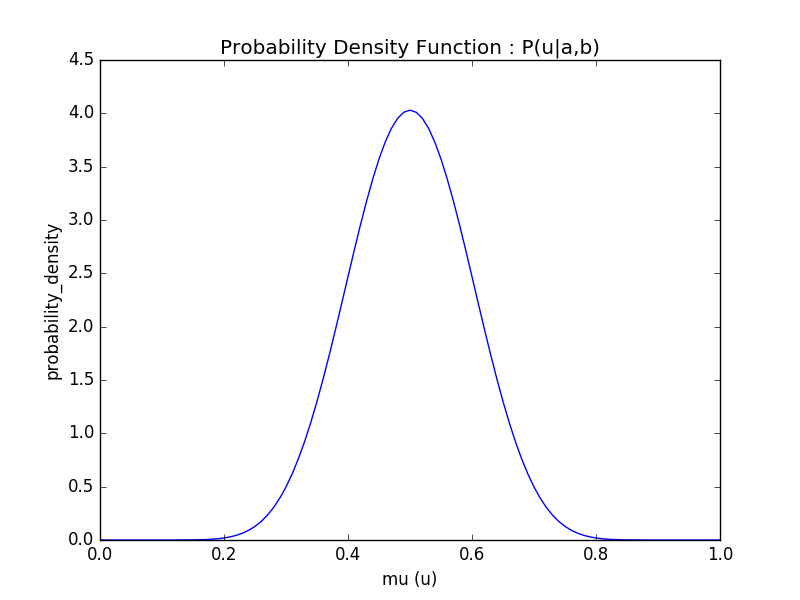 Probability Density Function : P(u|a,b)
4.5
4.0
3.5
3.0
2.5
2.0
1.5
1.0
0.5
0.0
probability_density
0.0 0.2 0.4 0.6 0.8 1.0
mu (u)